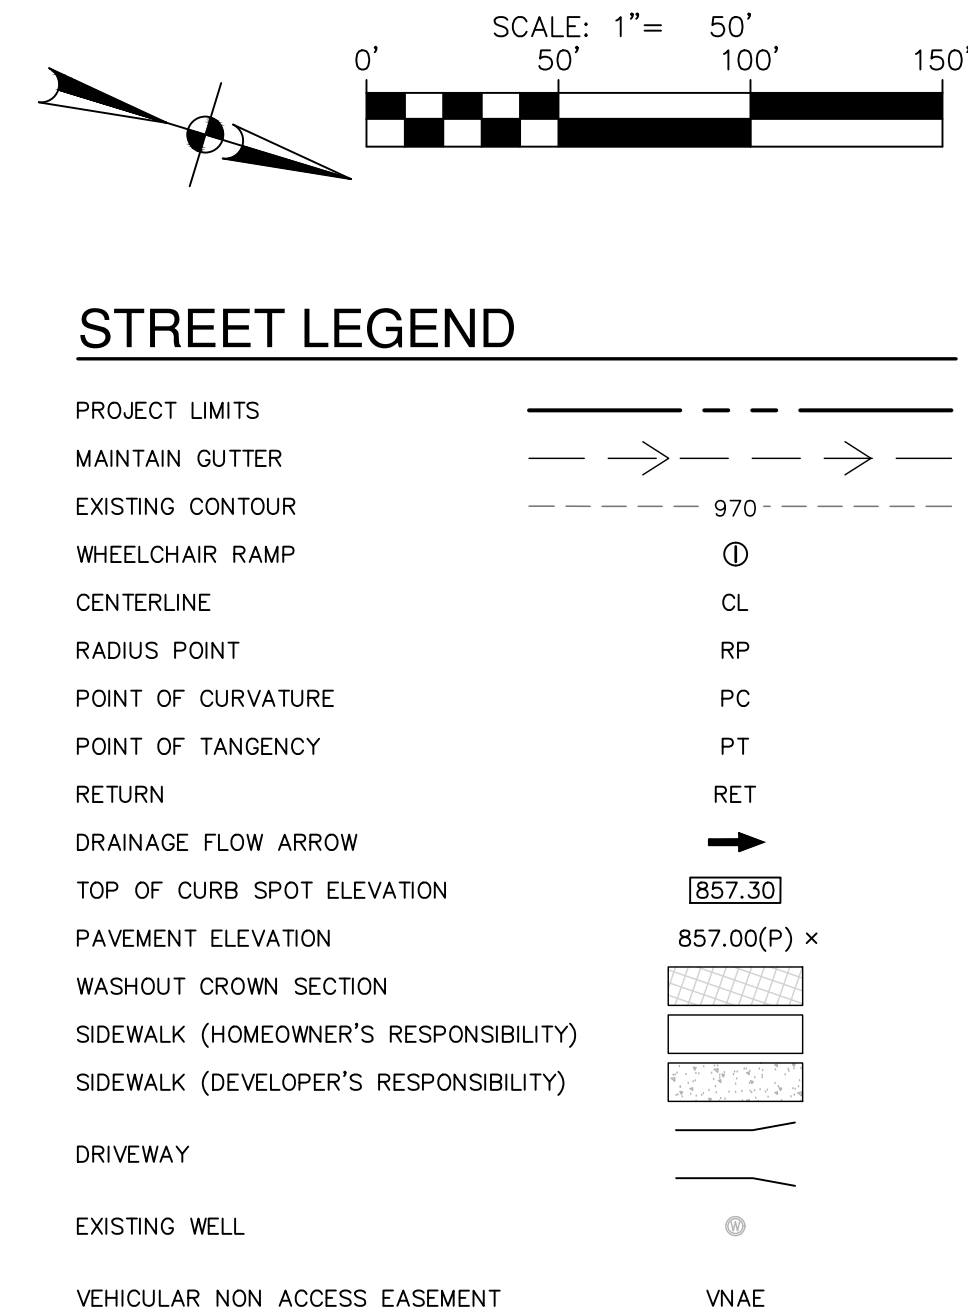 SCALE: 1”= 50’
0’ 50’ 100’ 150’
STREET LEGEND
PROJECT LIMITS
MAINTAIN GUTTER
EXISTING CONTOUR 970
WHEELCHAIR RAMP
CENTERLINE CL
RADIUS POINT RP
POINT OF CURVATURE PC
POINT OF TANGENCY PT
RETURN RET
DRAINAGE FLOW ARROW
TOP OF CURB SPOT ELEVATION 857.30
PAVEMENT ELEVATION 857.00(P) ×
WASHOUT CROWN SECTION
SIDEWALK (HOMEOWNER’S RESPONSIBILITY)
SIDEWALK (DEVELOPER’S RESPONSIBILITY)
DRIVEWAY
EXISTING WELL W
VEHICULAR NON ACCESS EASEMENT VNAE